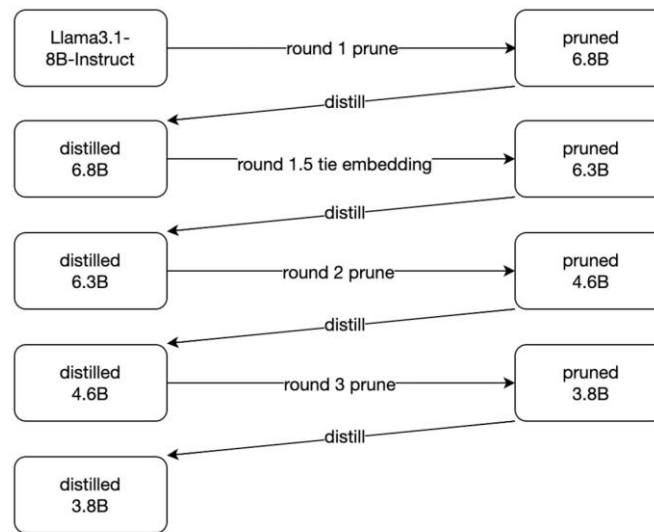 Llama3.1-
8B-Instruct
round 1 prune
pruned
6.8B
distill
distilled
6.8B
round 1.5 tie embedding
pruned
6.3B
distill
distilled
6.3B
round 2 prune
pruned
4.6B
distill
distilled
4.6B
round 3 prune
pruned
3.8B
distill
distilled
3.8B